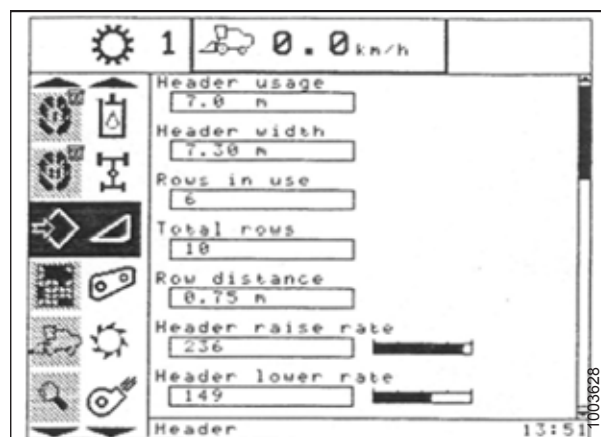 1 0.0 km/h
Header usage
7.0 m
Header width
7.30 m
Rows in use
6
Total rows
10
Row distance
0.75 m
Header raise rate
236
Header lower rate
149
Header 13:51
1003628